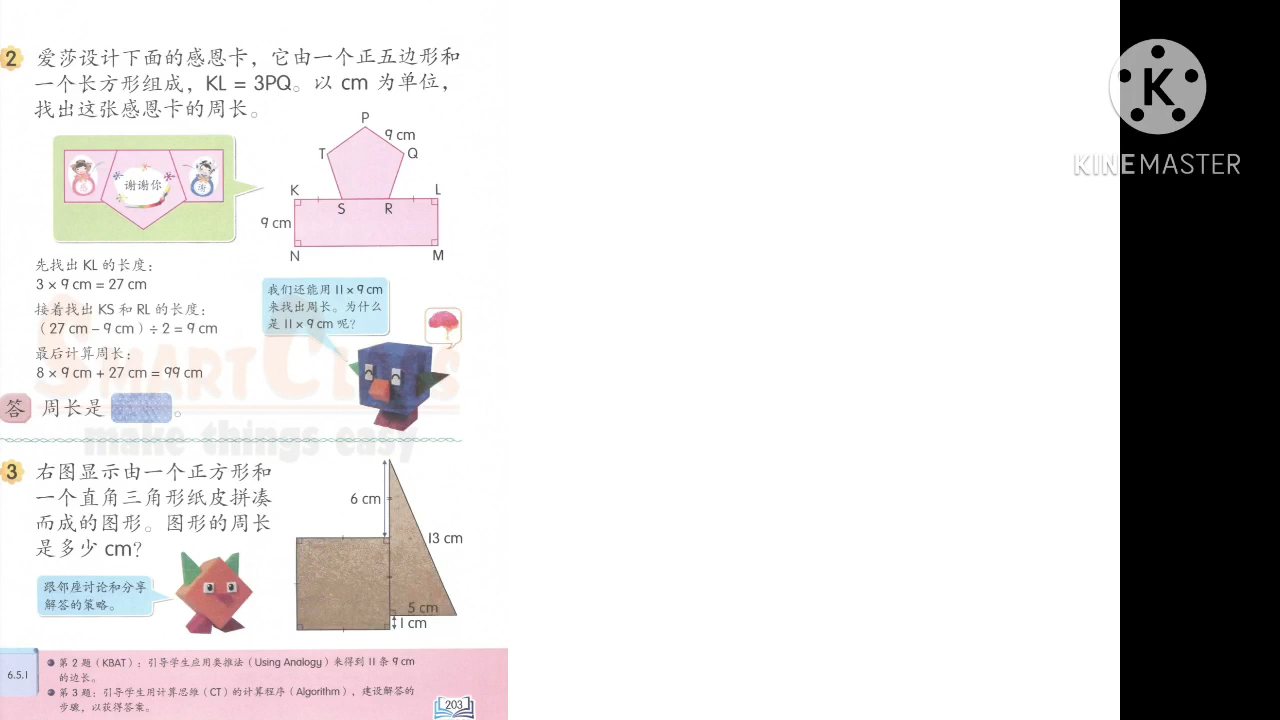 2 爱莎设计下面的感恩卡，它由一个正五边形和
一个长方形组成，KL = 3PQ。以 cm 为单位，
找出这张感恩卡的周长。
谢谢你
P
9 cm
T
Q
K
L
S
R
9 cm
N
M
先找出 KL 的长度：
3 × 9 cm = 27 cm
接着找出 KS 和 RL 的长度：
( 27 cm – 9 cm ) ÷ 2 = 9 cm
最后计算周长：
8 × 9 cm + 27 cm = 99 cm
我们还能用 11 × 9 cm
来找出周长。为什么
是 11 × 9 cm 呢？
答 周长是 。
SMART CLASS
make things easy
3 右图显示由一个正方形和
一个直角三角形纸皮拼凑
而成的图形。图形的周长
是多少 cm？
跟邻座讨论和分享
解答的策略。
6 cm
13 cm
5 cm
1 cm
6.5.1
● 第 2 题（KBAT）：引导学生应用类推法（Using Analogy）来得到 11 条 9 cm
的边长。
● 第 3 题：引导学生用计算思维（CT）的计算程序（Algorithm），建设解答的
步骤，以获得答案。
203
K
KINEMASTER